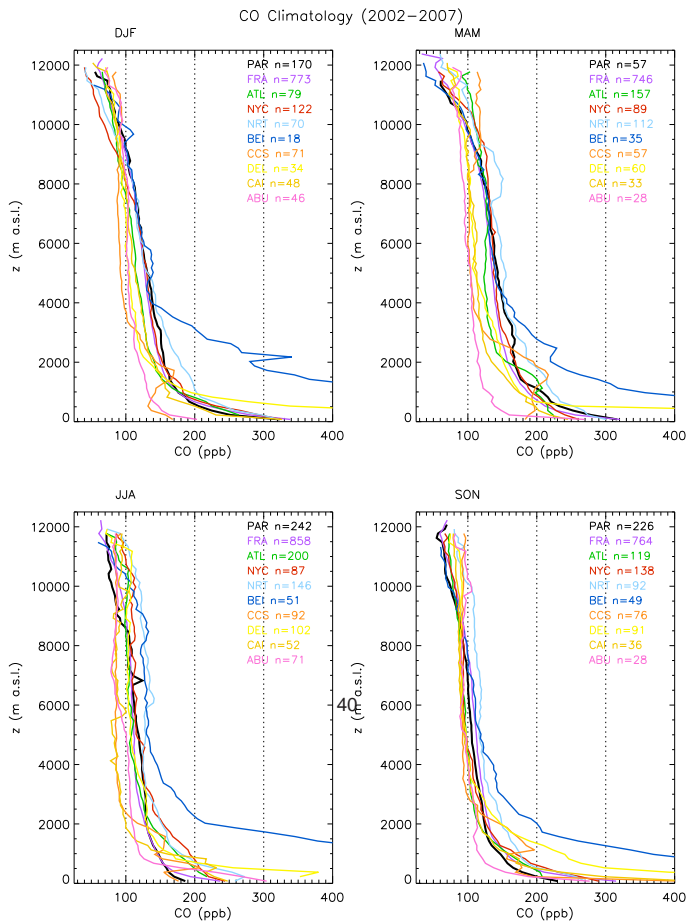 CO Climatology (2002-2007)
DJF
MAM
12000
10000
8000
6000
4000
2000
0
z (m a.s.l.)
PAR n=170
FRA n=773
ATL n=79
NYC n=122
NRT n=70
BEI n=18
CCS n=71
DEL n=34
CAI n=48
ABU n=46
100 200 300 400
CO (ppb)
12000
10000
8000
6000
4000
2000
0
z (m a.s.l.)
PAR n=57
FRA n=746
ATL n=157
NYC n=89
NRT n=112
BEI n=35
CCS n=57
DEL n=60
CAI n=33
ABU n=28
100 200 300 400
CO (ppb)
JJA
SON
12000
10000
8000
6000
4000
2000
0
z (m a.s.l.)
PAR n=242
FRA n=858
ATL n=200
NYC n=87
NRT n=146
BEI n=51
CCS n=92
DEL n=102
CAI n=52
ABU n=71
100 200 300 400
CO (ppb)
40
12000
10000
8000
6000
4000
2000
0
z (m a.s.l.)
PAR n=226
FRA n=764
ATL n=119
NYC n=138
NRT n=92
BEI n=49
CCS n=76
DEL n=91
CAI n=36
ABU n=28
100 200 300 400
CO (ppb)